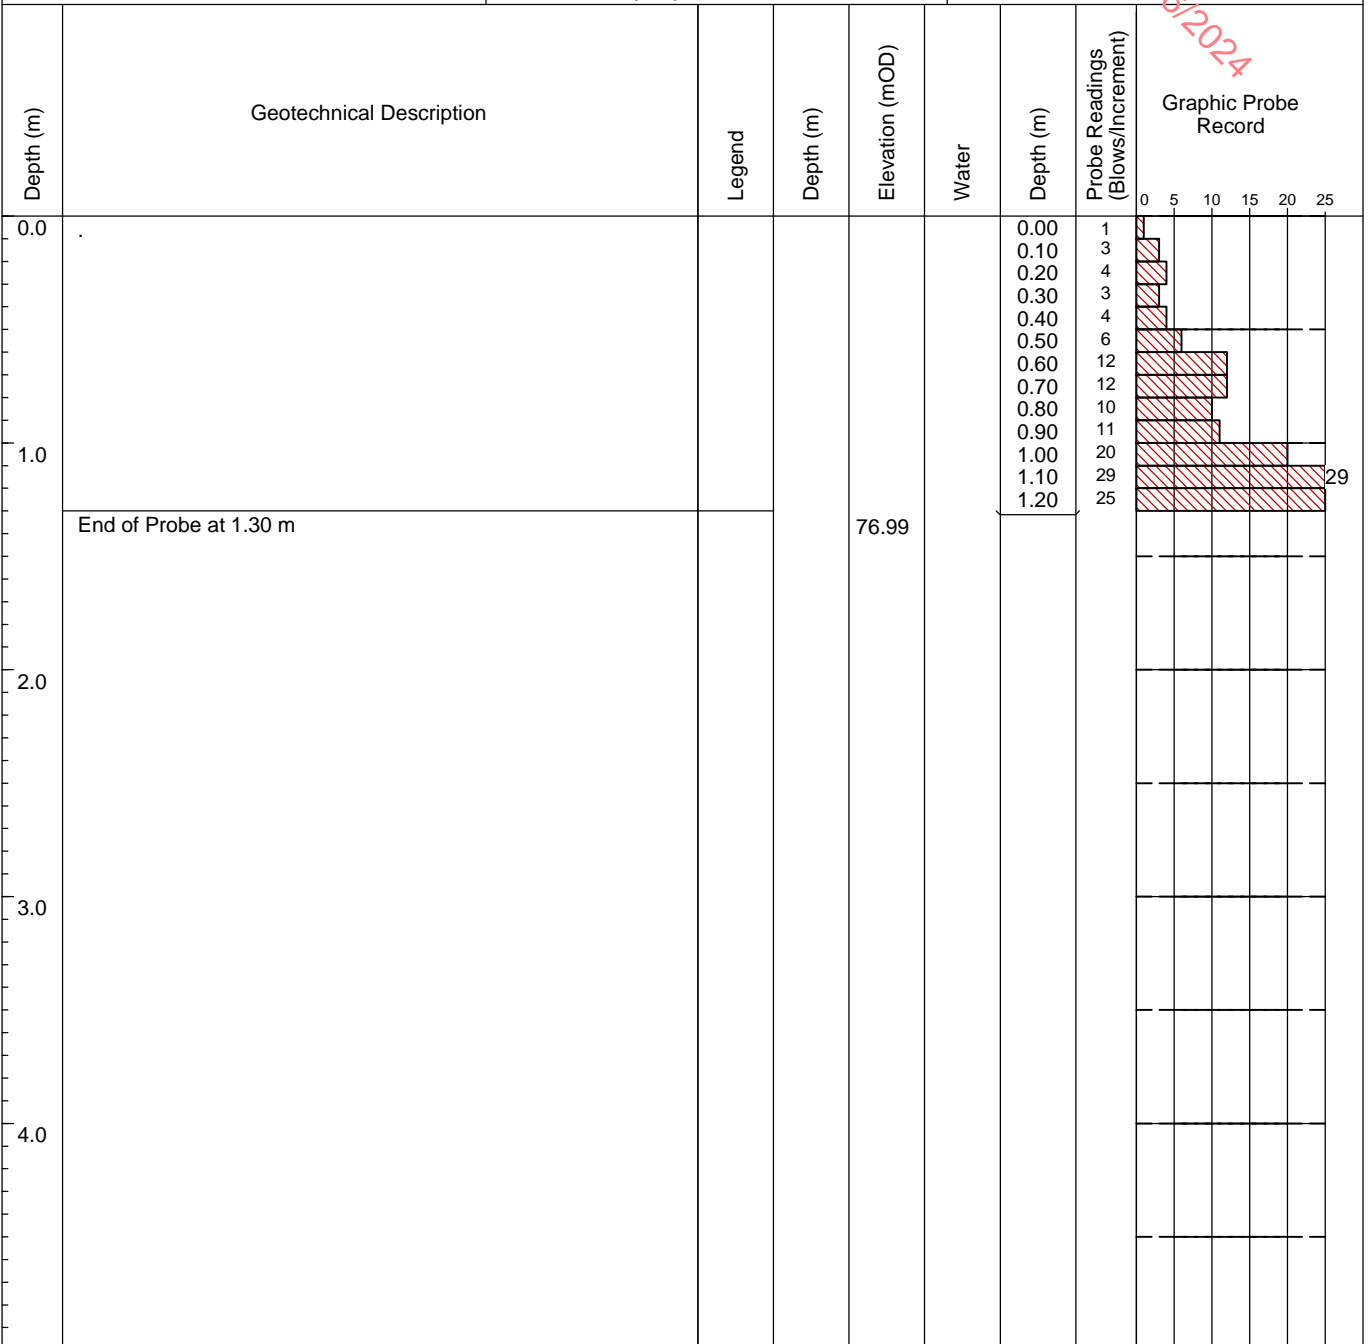 Depth (m)
Geotechnical Description
Legend
Depth (m)
Elevation (mOD)
Water
Depth (m)
Probe Readings
(Blows/Increment)
Graphic Probe
Record
0 5 10 15 20 25
/2024
0.0
.
0.00 1
0.10 3
0.20 4
0.30 3
0.40 4
0.50 6
0.60 12
0.70 12
0.80 10
0.90 11
1.0
1.00 20
1.10 29 29
1.20 25
End of Probe at 1.30 m
76.99
2.0
3.0
4.0